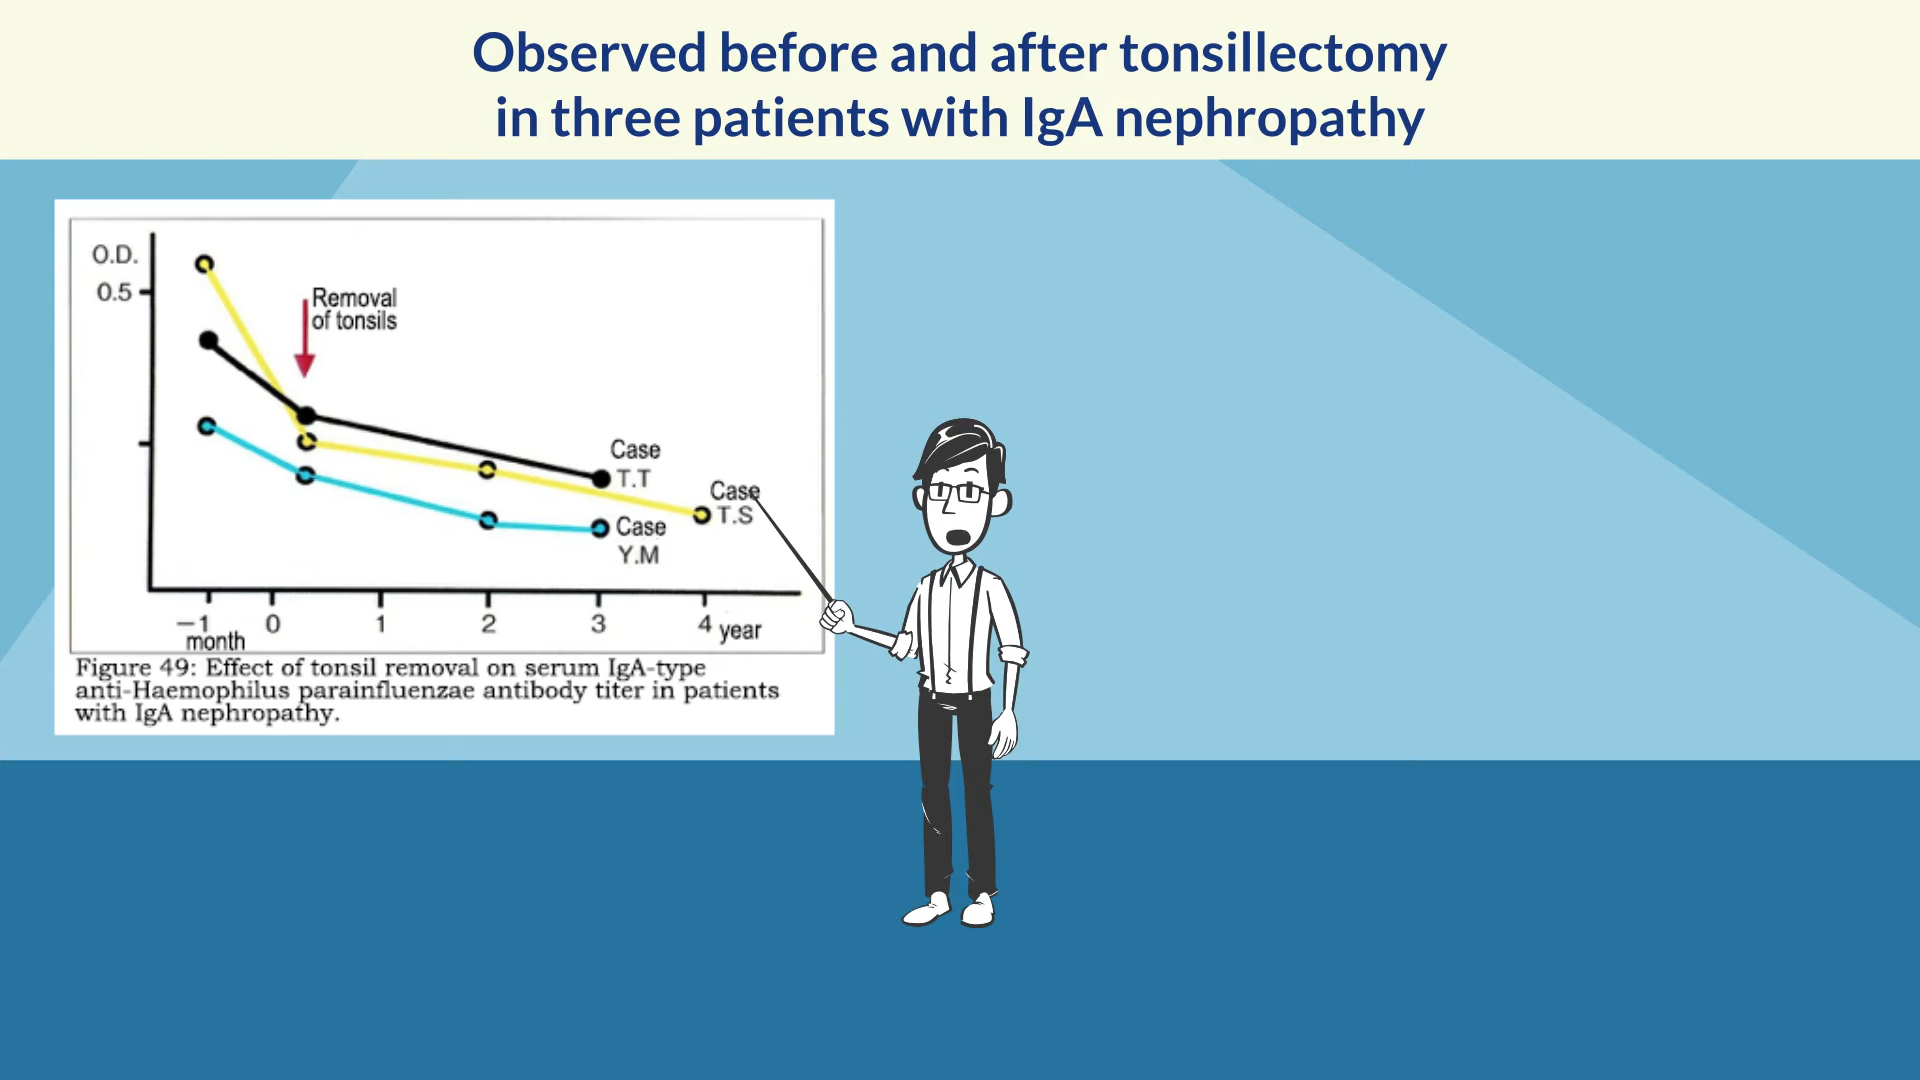 Observed before and after tonsillectomy
in three patients with IgA nephropathy
O.D.
0.5
Removal
of tonsils
Case
T.T
Case
T.S
Case
Y.M
−1 0 1 2 3 4 year
month
Figure 49: Effect of tonsil removal on serum IgA-type
anti-Haemophilus parainfluenzae antibody titer in patients
with IgA nephropathy.